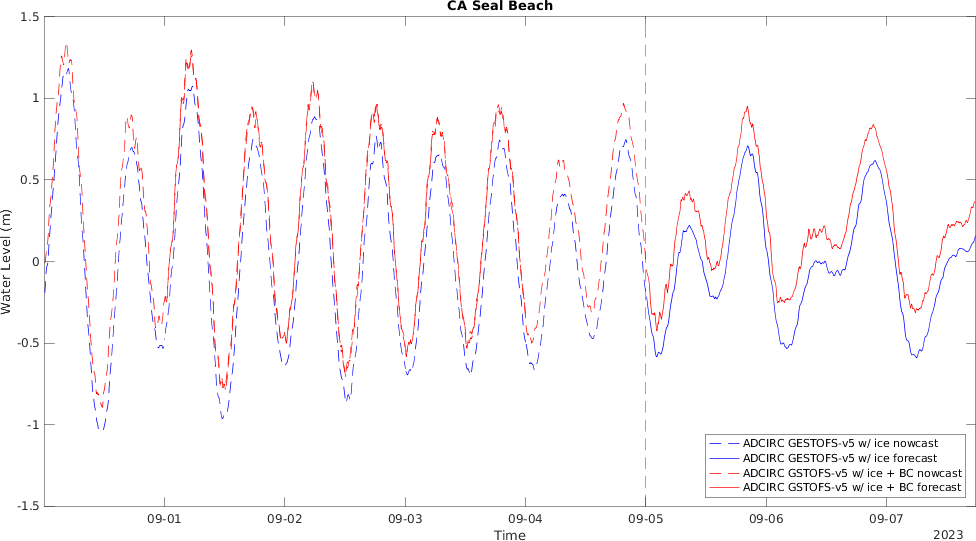 CA Seal Beach
1.5
1
0.5
0
-0.5
-1
-1.5
Water Level (m)
09-01 09-02 09-03 09-04 09-05 09-06 09-07
Time
2023
ADCIRC GESTOFS-v5 w/ ice nowcast
ADCIRC GESTOFS-v5 w/ ice forecast
ADCIRC GSTOFS-v5 w/ ice + BC nowcast
ADCIRC GSTOFS-v5 w/ ice + BC forecast